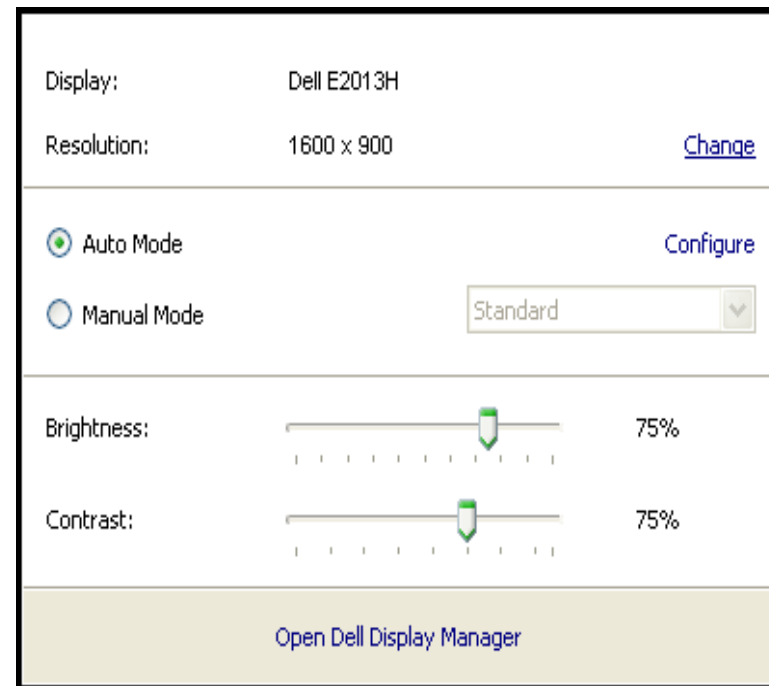 Display: Dell E2013H
Resolution: 1600 x 900 Change
Auto Mode Configure
Manual Mode Standard
Brightness: 75%
Contrast: 75%
Open Dell Display Manager